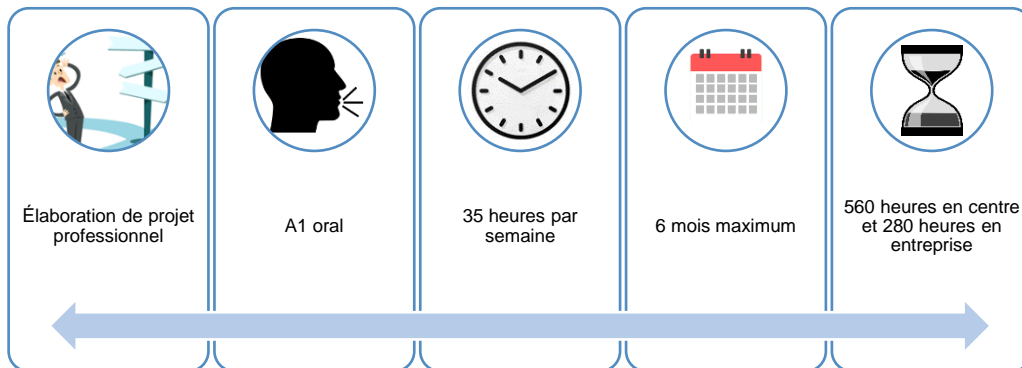 Élaboration de projet
professionnel
A1 oral
35 heures par
semaine
6 mois maximum
560 heures en centre
et 280 heures en
entreprise